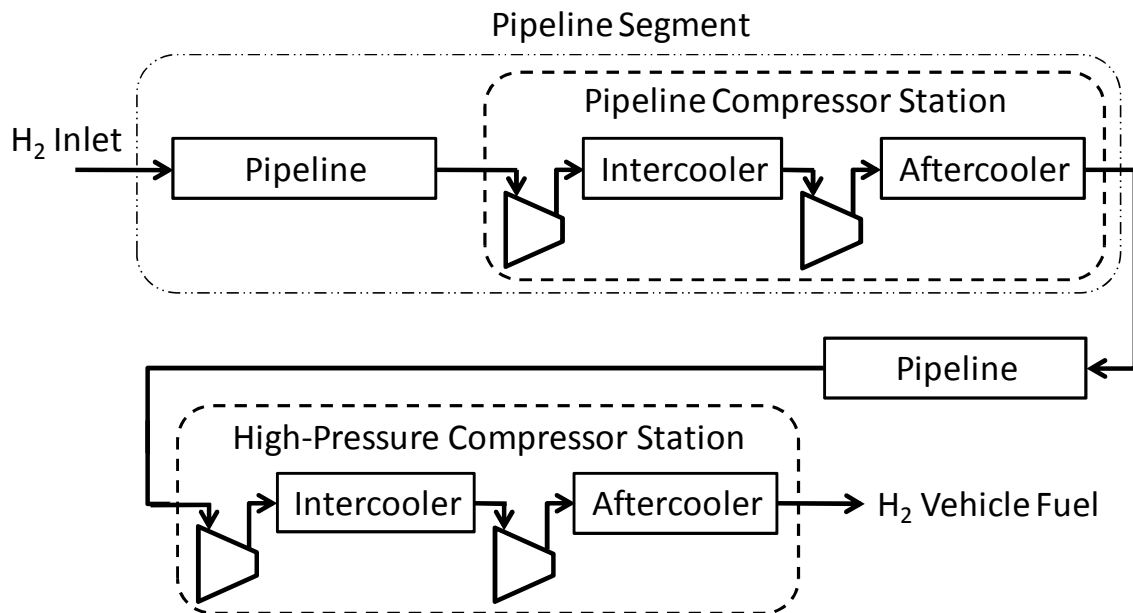 Pipeline Segment
Pipeline Compressor Station
H₂ Inlet
Pipeline
Intercooler
Aftercooler
Pipeline
High-Pressure Compressor Station
Intercooler
Aftercooler
H₂ Vehicle Fuel